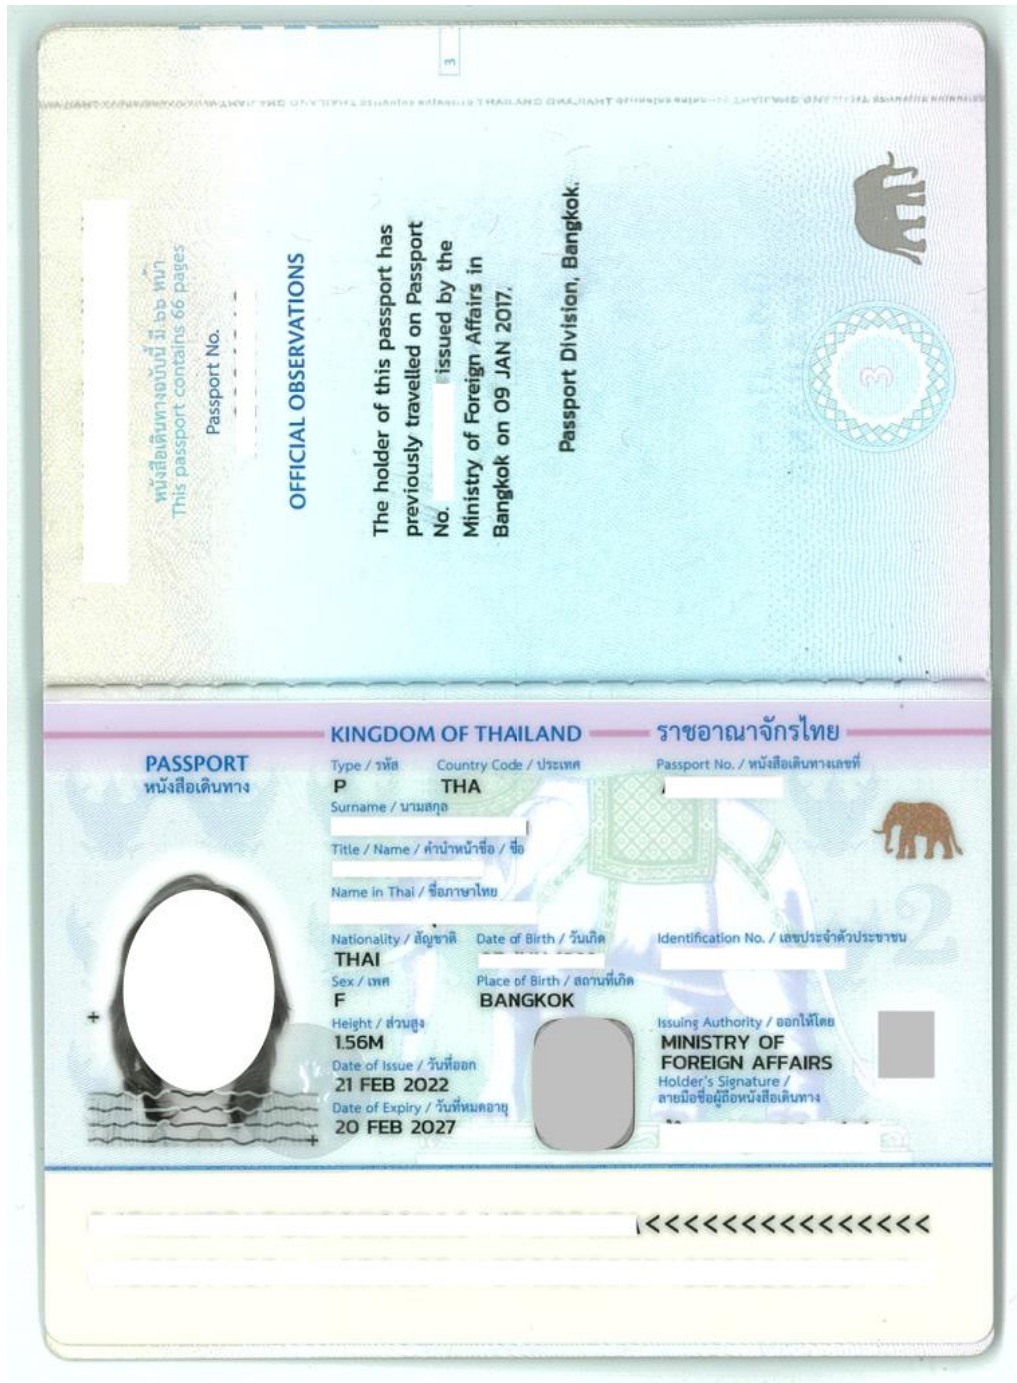 3
หนังสือเดินทางฉบับนี้ มี ๖๖ หน้า
This passport contains 66 pages
Passport No.
OFFICIAL OBSERVATIONS
The holder of this passport has
previously travelled on Passport
No. issued by the
Ministry of Foreign Affairs in
Bangkok on 09 JAN 2017.
Passport Division, Bangkok.
3
KINGDOM OF THAILAND ราชอาณาจักรไทย
PASSPORT
หนังสือเดินทาง
Type / รหัส Country Code / ประเทศ Passport No. / หนังสือเดินทางเลขที่
P THA
Surname / นามสกุล
Title / Name / คำนำหน้าชื่อ / ชื่อ
Name in Thai / ชื่อภาษาไทย
Nationality / สัญชาติ Date of Birth / วันเกิด Identification No. / เลขประจำตัวประชาชน
THAI
Sex / เพศ Place of Birth / สถานที่เกิด
F BANGKOK
Height / ส่วนสูง Issuing Authority / ออกให้โดย
1.56M MINISTRY OF
FOREIGN AFFAIRS
Date of Issue / วันที่ออก Holder's Signature /
21 FEB 2022 ลายมือชื่อผู้ถือหนังสือเดินทาง
Date of Expiry / วันที่หมดอายุ
20 FEB 2027
2
<<<<<<<<<<<<<<<